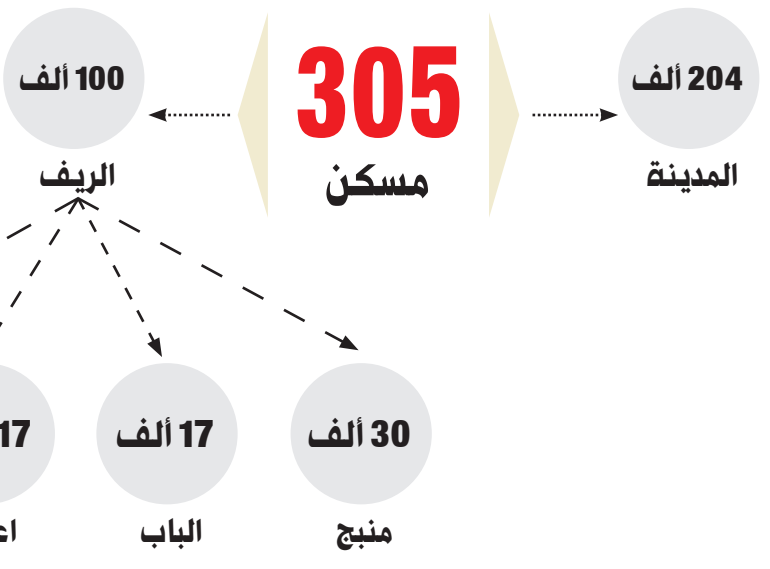 204 ألف
305
100 ألف
المدينة
مسكن
الريف
30 ألف
17 ألف
17
منبج
الباب